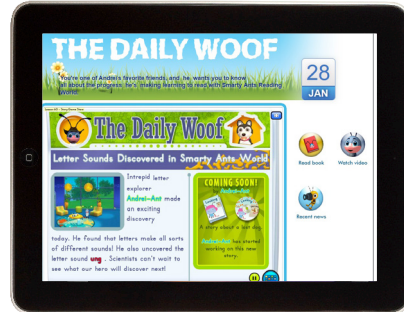 THE DAILY WOOF
You're one of Andrei's favorite friends, and he wants you to know
all about the progress he's making learning to read with Smarty Ants Reading
World!
28
JAN
The Daily Woof
Letter Sounds Discovered in Smarty Ants World
Intrepid letter
explorer
Andrei-Ant made
an exciting
discovery
today. He found that letters make all sorts
of different sounds! He also uncovered the
letter sound ung . Scientists can't wait to
see what our hero will discover next!
COMING SOON!
by Andrei-Ant
A story about a lost dog.
Andrei-Ant has started
working on this new
story.
Read book
Watch video
Recent news